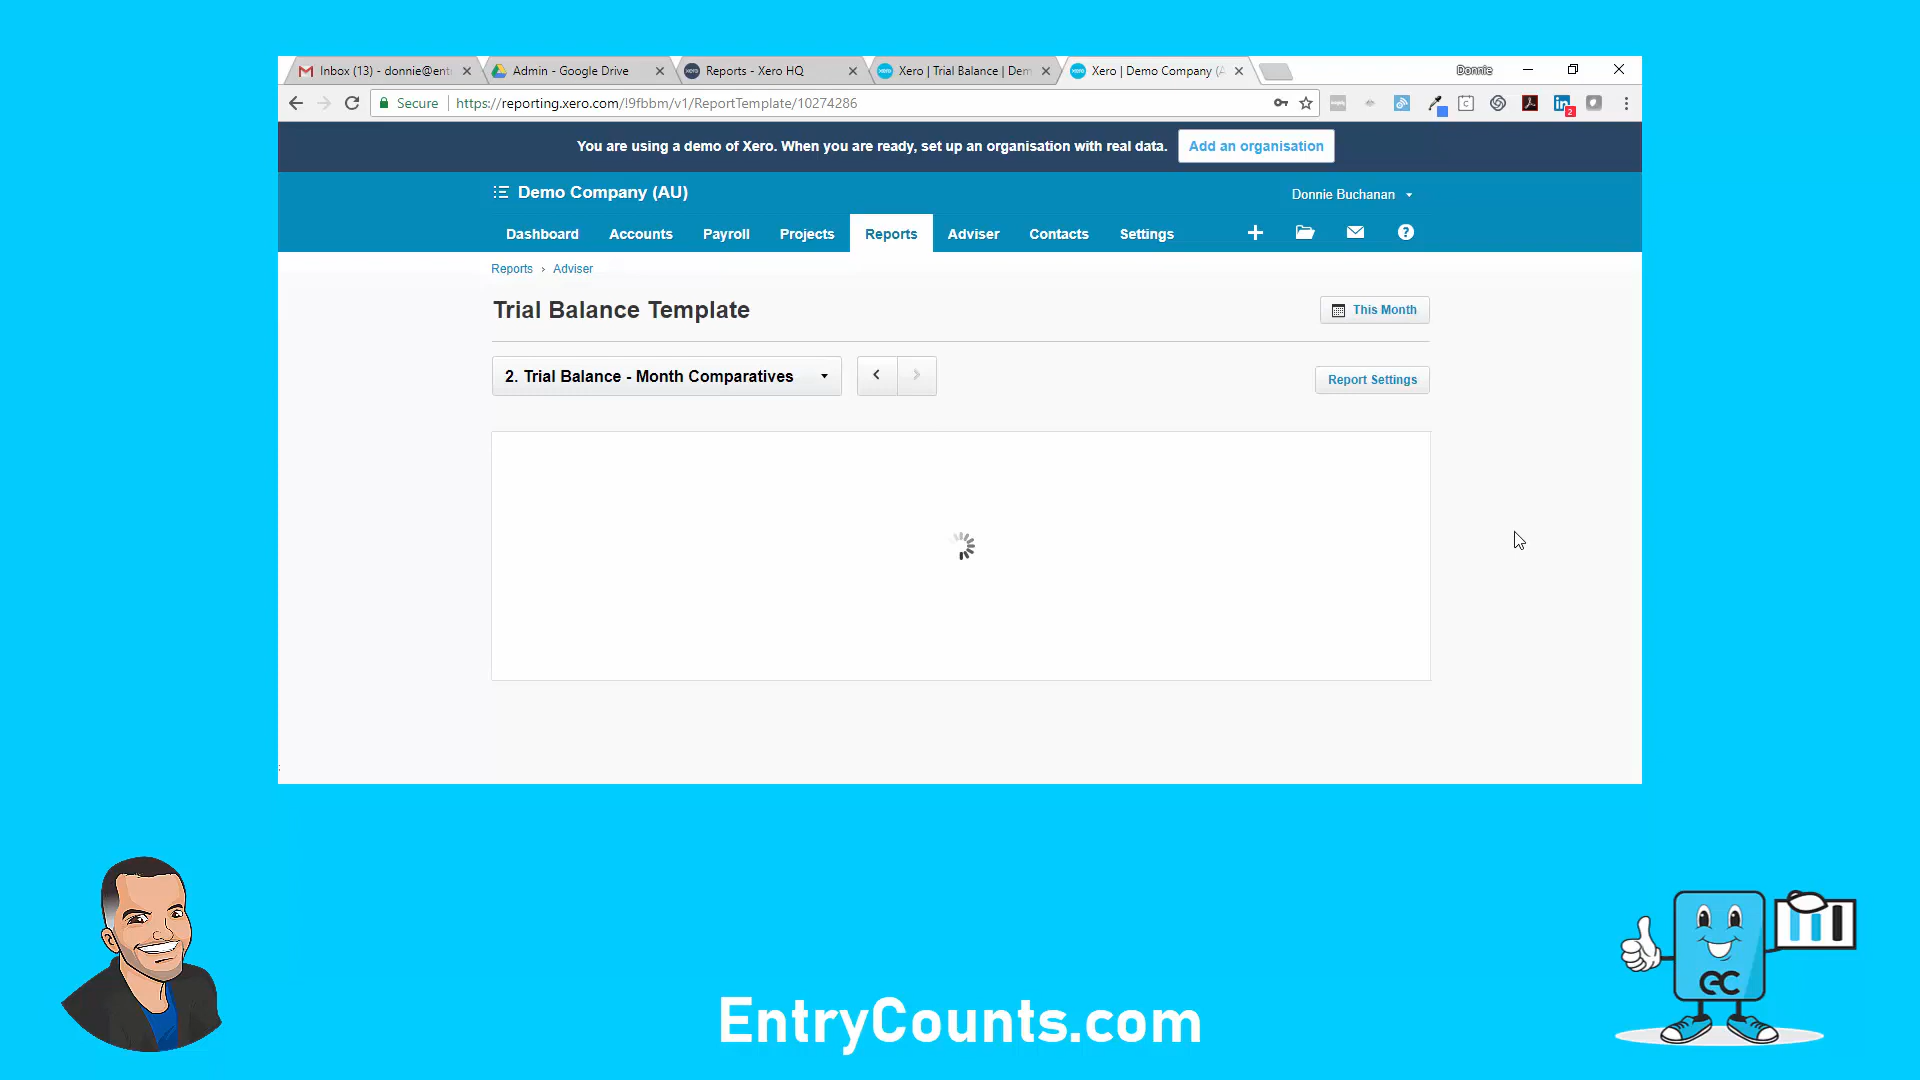 Inbox (13) - donnie@ent
Admin - Google Drive
Reports - Xero HQ
Xero | Trial Balance | Dem
Xero | Demo Company (A
Donnie
Secure
https://reporting.xero.com/!9fbbm/v1/ReportTemplate/10274286
2
You are using a demo of Xero. When you are ready, set up an organisation with real data.
Add an organisation
Demo Company (AU)
Donnie Buchanan
Dashboard
Accounts
Payroll
Projects
Reports
Adviser
Contacts
Settings
Reports › Adviser
Trial Balance Template
This Month
2. Trial Balance - Month Comparatives
Report Settings
ec
EntryCounts.com